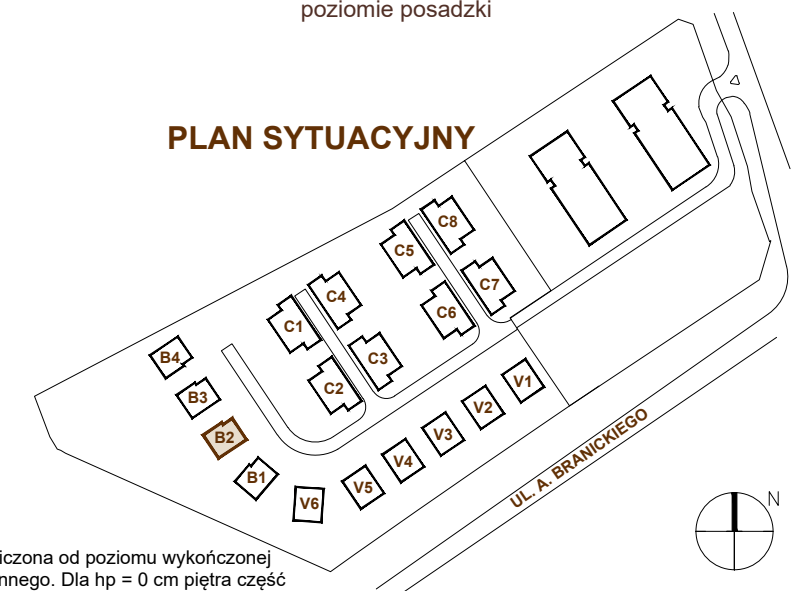 poziomie posadzki
PLAN SYTUACYJNY
C8
C5
C7
C4
C6
C1
C3
B4
V1
C2
B3
V2
B2
V3
V4
B1
V5
V6
UL. A. BRANICKIEGO
N
iczona od poziomu wykończonej
nnego. Dla hp = 0 cm piętra część